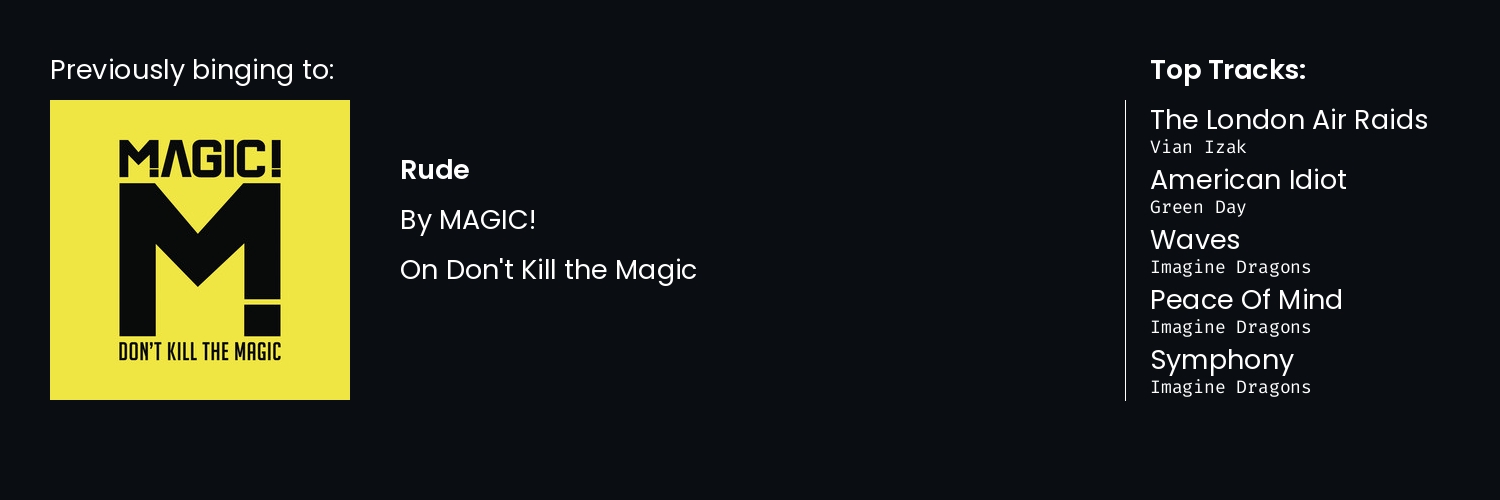 Previously binging to:
MAGIC!
M!
DON'T KILL THE MAGIC
Rude
By MAGIC!
On Don't Kill the Magic
Top Tracks:
The London Air Raids
Vian Izak
American Idiot
Green Day
Waves
Imagine Dragons
Peace Of Mind
Imagine Dragons
Symphony
Imagine Dragons